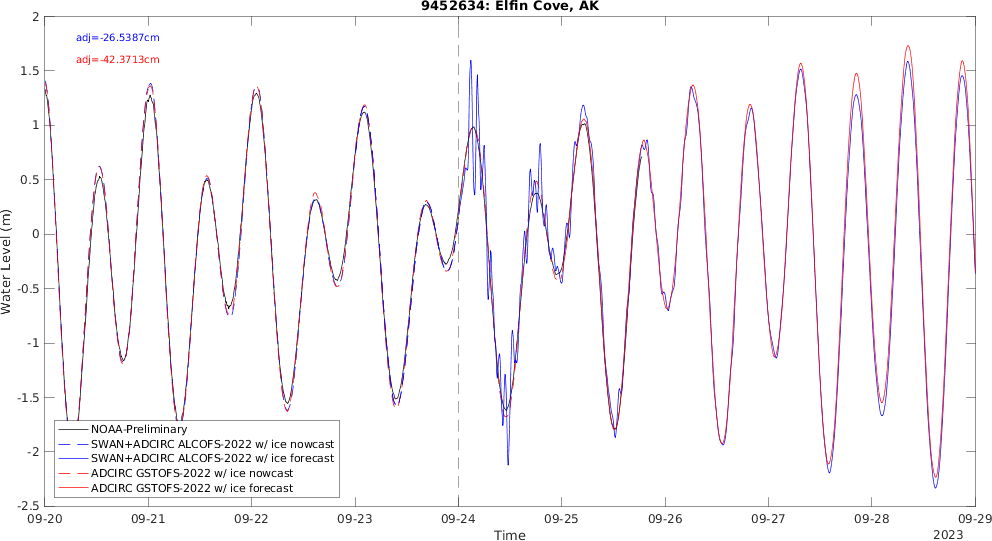 9452634: Elfin Cove, AK
2
adj=-26.5387cm
adj=-42.3713cm
1.5
1
0.5
0
-0.5
-1
-1.5
-2
-2.5
Water Level (m)
NOAA-Preliminary
SWAN+ADCIRC ALCOFS-2022 w/ ice nowcast
SWAN+ADCIRC ALCOFS-2022 w/ ice forecast
ADCIRC GSTOFS-2022 w/ ice nowcast
ADCIRC GSTOFS-2022 w/ ice forecast
09-20 09-21 09-22 09-23 09-24 09-25 09-26 09-27 09-28 09-29
Time
2023